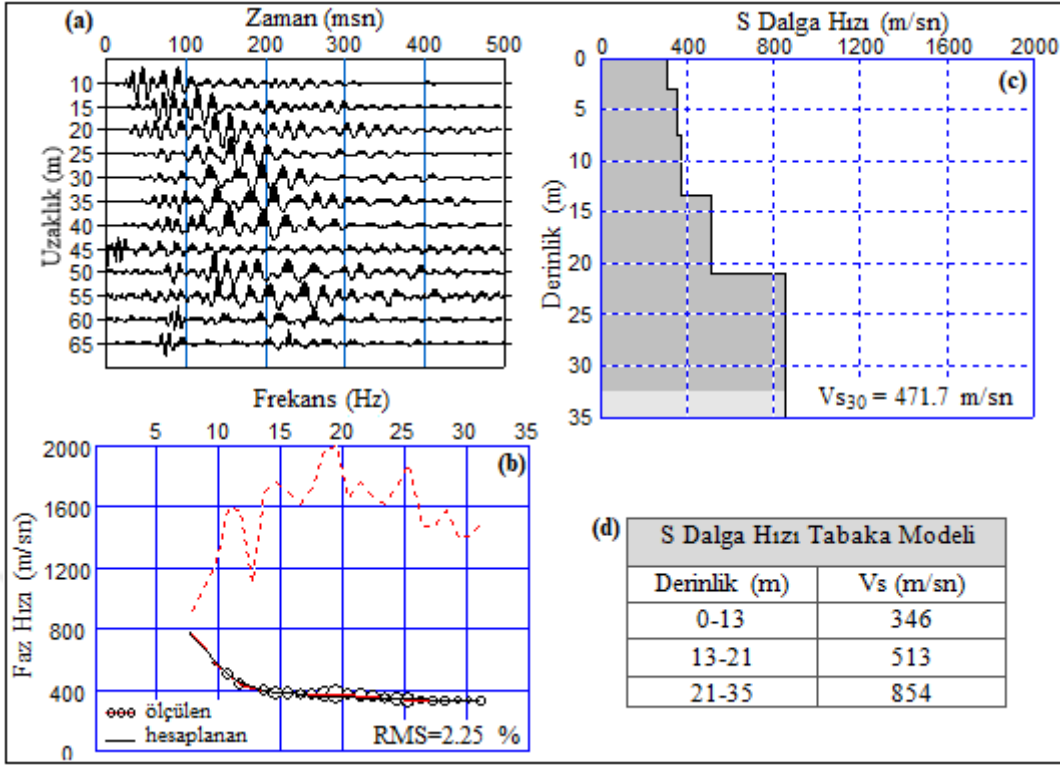 (a)
Zaman (msn)
0 100 200 300 400 500
Uzaklık (m)
10
15
20
25
30
35
40
45
50
55
60
65
S Dalga Hızı (m/sn)
0 400 800 1200 1600 2000
(c)
Derinlik (m)
0
5
10
15
20
25
30
35
Vs30 = 471.7 m/sn
Frekans (Hz)
5 10 15 20 25 30 35
(b)
Faz Hızı (m/sn)
2000
1600
1200
800
400
0
ölçülen
hesaplanan
RMS=2.25 %
(d)
S Dalga Hızı Tabaka Modeli
Derinlik (m) Vs (m/sn)
0-13 346
13-21 513
21-35 854